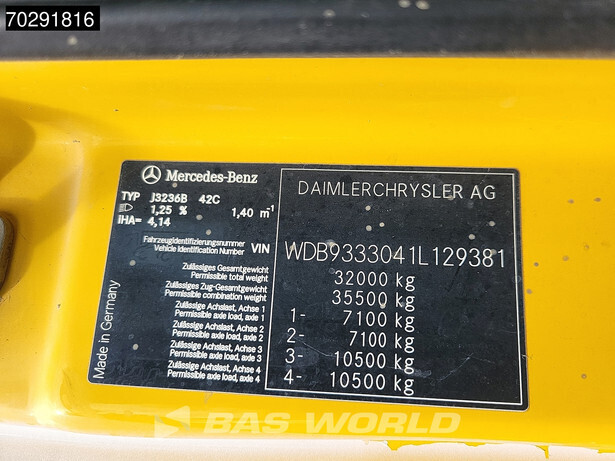 70291816
Mercedes-Benz
DAIMLERCHRYSLER AG
TYP J3236B 42C
1,25 % 1,40 m⁻¹
IHA= 4,14
Fahrzeugidentifizierungsnummer
Vehicle Identification Number VIN WDB9333041L129381
Zulässiges Gesamtgewicht
Permissible total weight 32000 kg
Zulässiges Zug-Gesamtgewicht
Permissible combination weight 35500 kg
Zulässige Achslast, Achse 1
Permissible axle load, axle 1 1- 7100 kg
Zulässige Achslast, Achse 2
Permissible axle load, axle 2 2- 7100 kg
Zulässige Achslast, Achse 3
Permissible axle load, axle 3 3- 10500 kg
Zulässige Achslast, Achse 4
Permissible axle load, axle 4 4- 10500 kg
Made in Germany
BAS WORLD